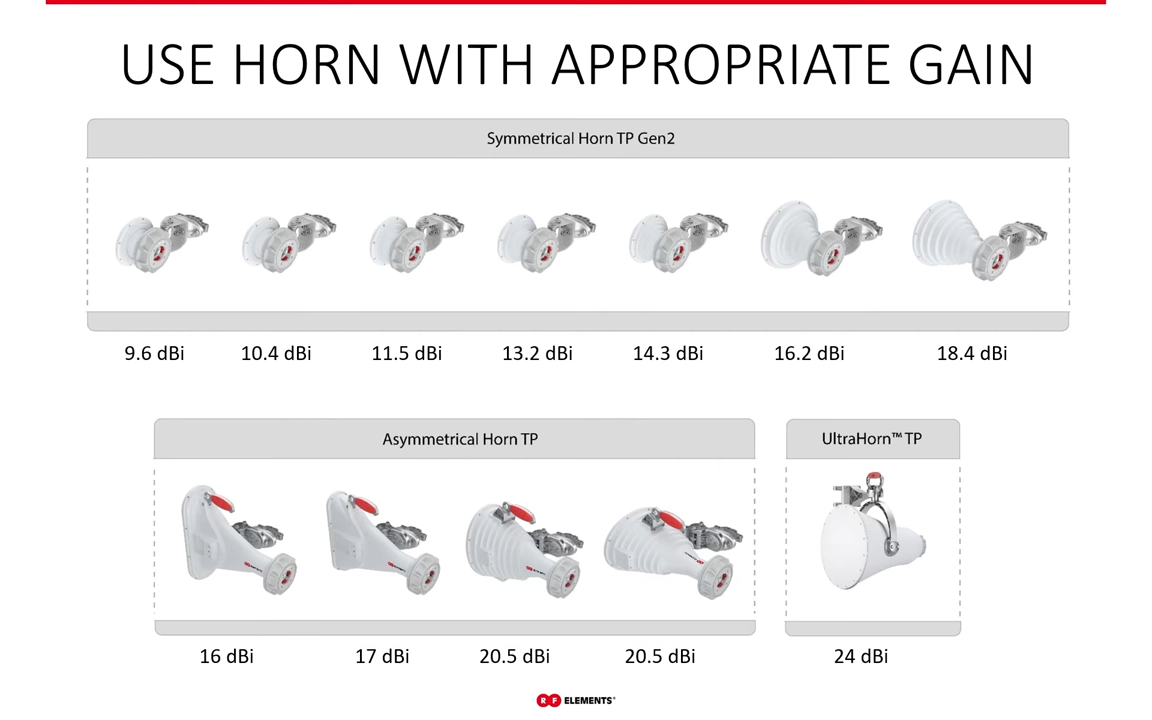 USE HORN WITH APPROPRIATE GAIN
Symmetrical Horn TP Gen2
9.6 dBi 10.4 dBi 11.5 dBi 13.2 dBi 14.3 dBi 16.2 dBi 18.4 dBi
Asymmetrical Horn TP
UltraHorn™ TP
16 dBi 17 dBi 20.5 dBi 20.5 dBi 24 dBi
RF ELEMENTS®